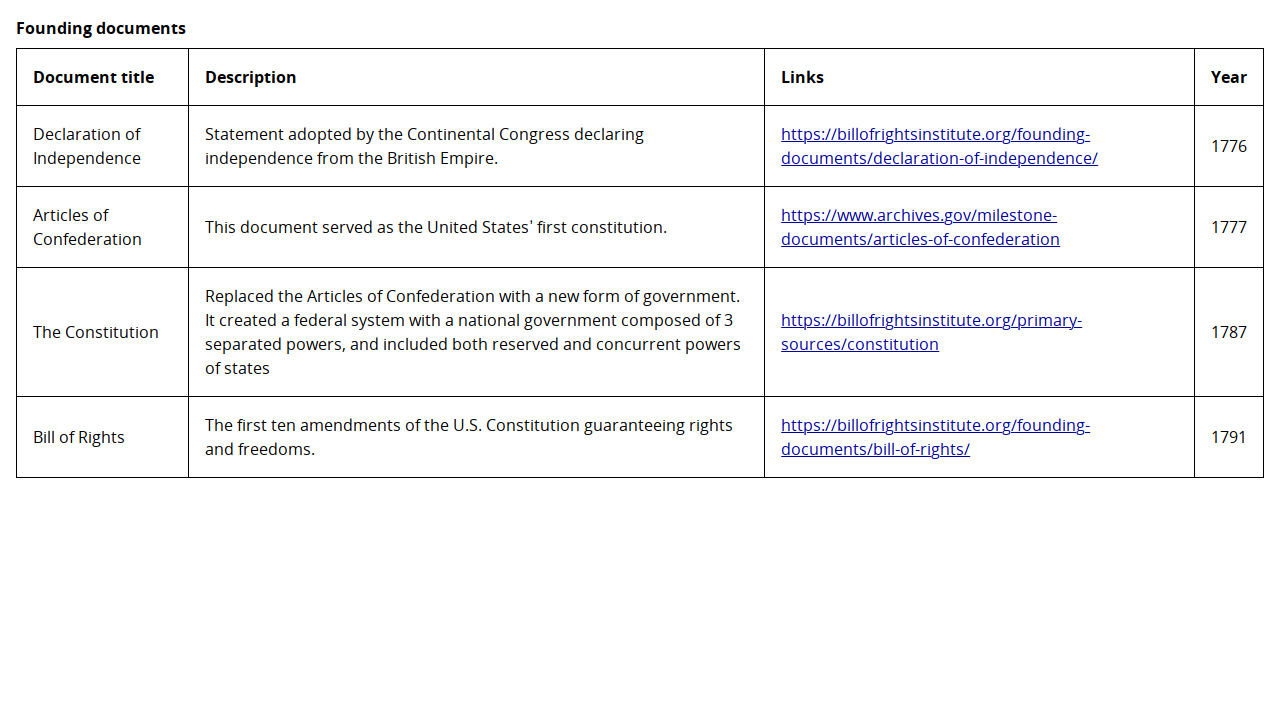 Founding documents
Document title Description Links Year
Declaration of
Independence
Statement adopted by the Continental Congress declaring
independence from the British Empire.
https://billofrightsinstitute.org/founding-
documents/declaration-of-independence/
1776
Articles of
Confederation
This document served as the United States’ first constitution.
https://www.archives.gov/milestone-
documents/articles-of-confederation
1777
The Constitution
Replaced the Articles of Confederation with a new form of government.
It created a federal system with a national government composed of 3
separated powers, and included both reserved and concurrent powers
of states
https://billofrightsinstitute.org/primary-
sources/constitution
1787
Bill of Rights
The first ten amendments of the U.S. Constitution guaranteeing rights
and freedoms.
https://billofrightsinstitute.org/founding-
documents/bill-of-rights/
1791